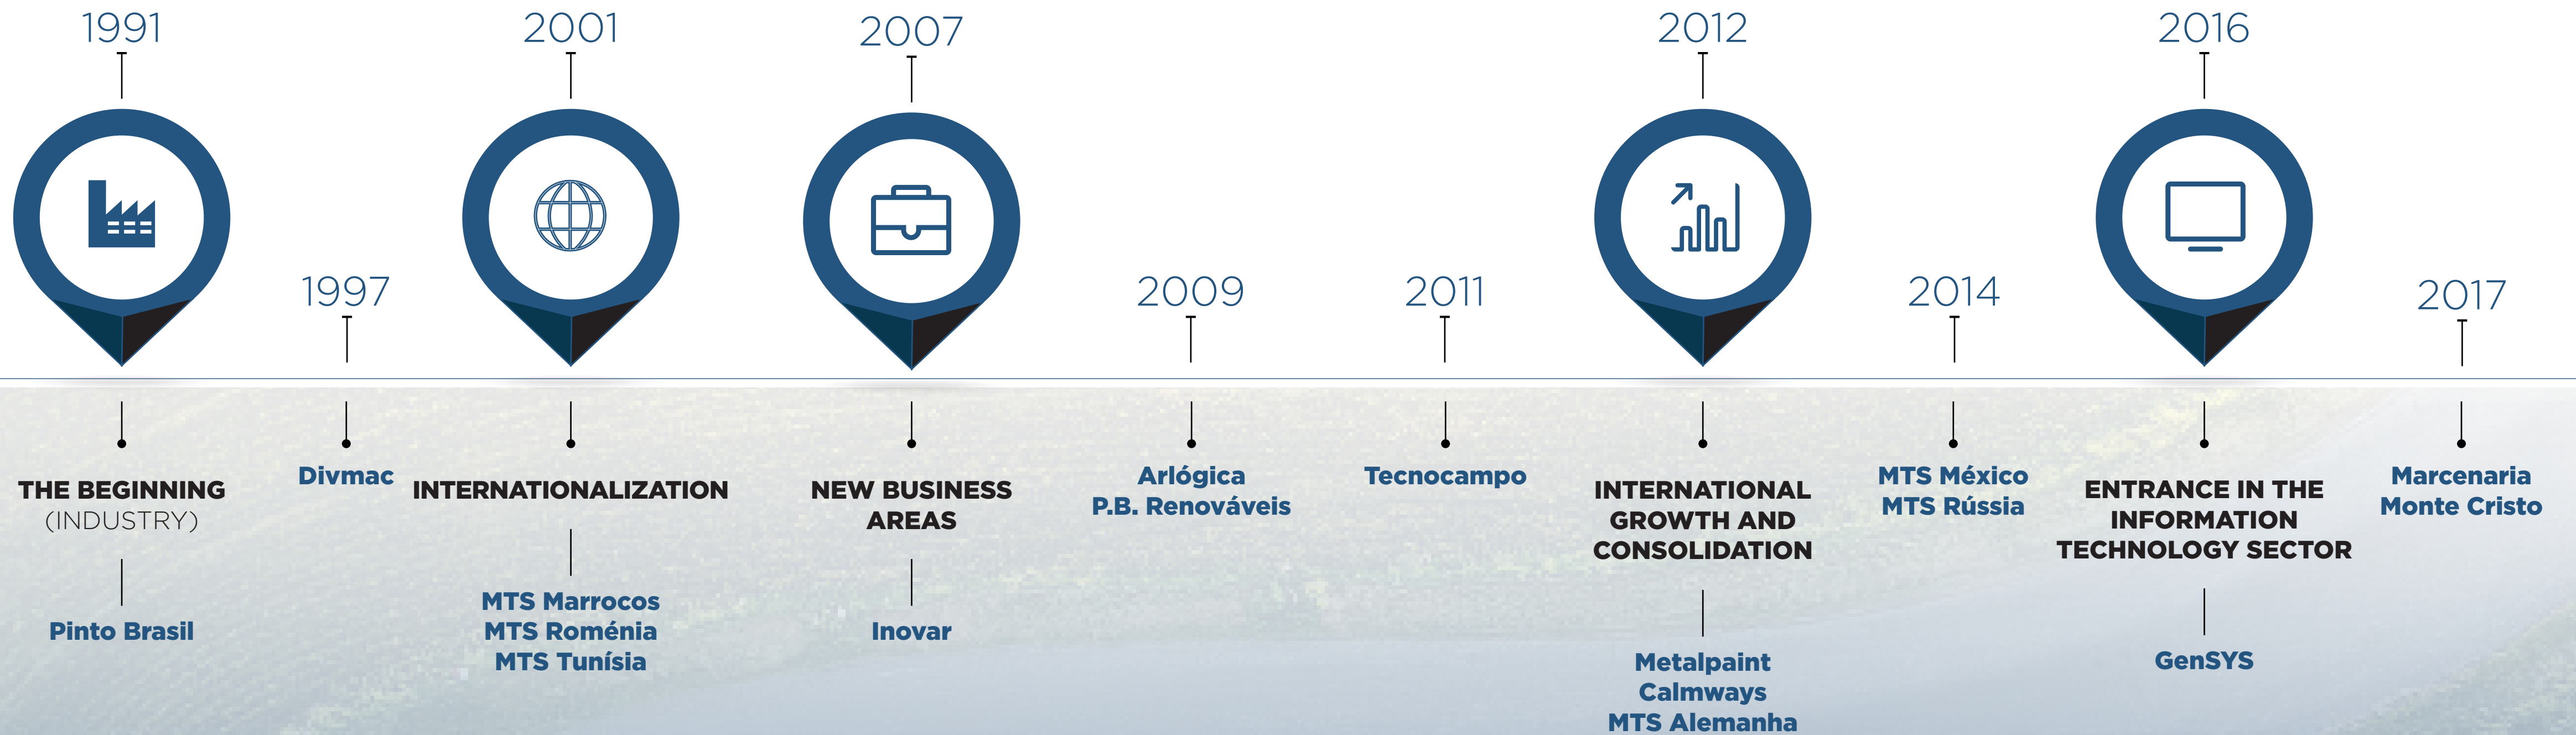 1991
THE BEGINNING
(INDUSTRY)
Pinto Brasil
1997
Divmac
2001
INTERNATIONALIZATION
MTS Marrocos
MTS Roménia
MTS Tunísia
2007
NEW BUSINESS
AREAS
Inovar
2009
Arlógica
P.B. Renováveis
2011
Tecnocampo
2012
INTERNATIONAL
GROWTH AND
CONSOLIDATION
Metalpaint
Calmways
MTS Alemanha
2014
MTS México
MTS Rússia
2016
ENTRANCE IN THE
INFORMATION
TECHNOLOGY SECTOR
GenSYS
2017
Marcenaria
Monte Cristo